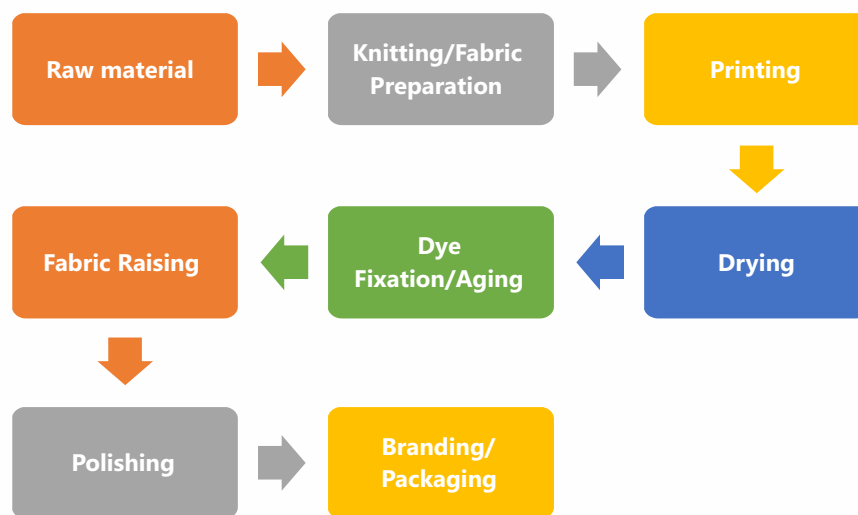 Raw material
Knitting/Fabric
Preparation
Printing
Fabric Raising
Dye
Fixation/Aging
Drying
Polishing
Branding/
Packaging